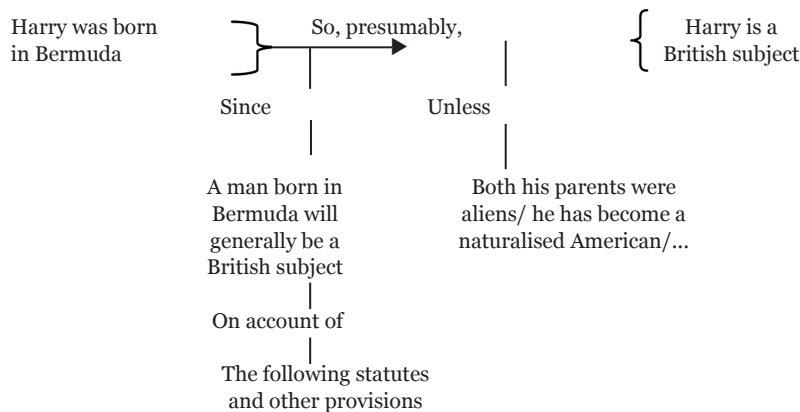 Harry was born
in Bermuda
So, presumably,
Harry is a
British subject
Since
Unless
A man born in
Bermuda will
generally be a
British subject
Both his parents were
aliens/ he has become a
naturalised American/...
On account of
The following statutes
and other provisions